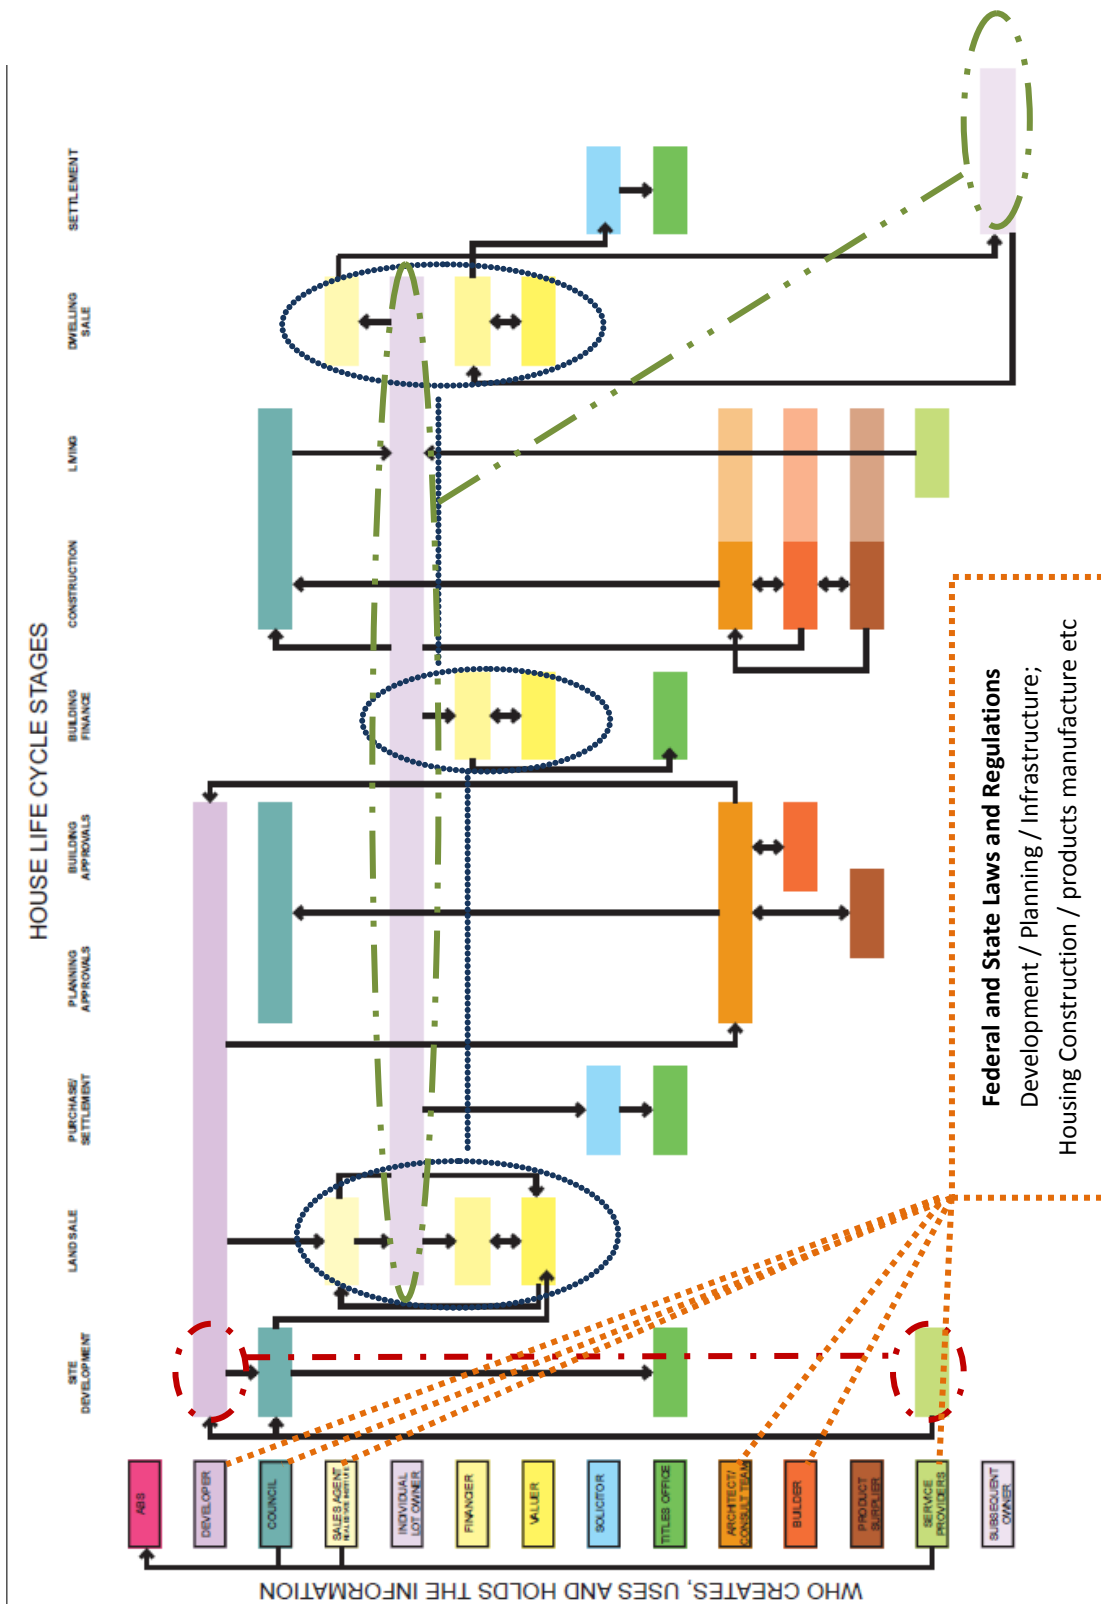 HOUSE LIFE CYCLE STAGES
SITE
DEVELOPMENT
LAND SALE
PURCHASE/
SETTLEMENT
PLANNING
APPROVALS
BUILDING
APPROVALS
BUILDING
FINANCE
CONSTRUCTION
LIVING
DWELLING
SALE
SETTLEMENT
WHO CREATES, USES AND HOLDS THE INFORMATION
ABS
DEVELOPER
COUNCIL
SALES AGENT
REAL ESTATE INSTITUTE
INDIVIDUAL
LOT OWNER
FINANCIER
VALUER
SOLICITOR
TITLES OFFICE
ARCHITECT/
CONSULT TEAM
BUILDER
PRODUCT
SUPPLIER
SERVICE
PROVIDERS
SUBSEQUENT
OWNER
Federal and State Laws and Regulations
Development / Planning / Infrastructure;
Housing Construction / products manufacture etc